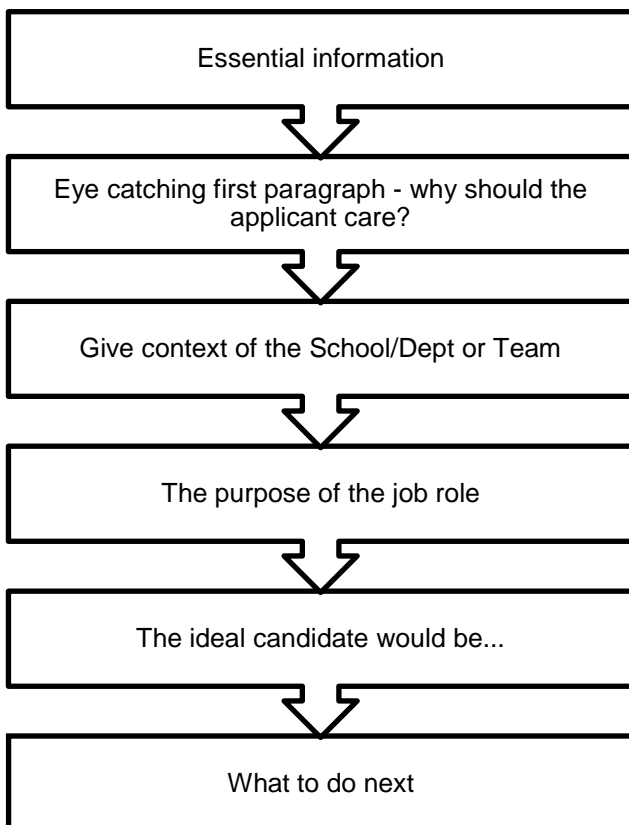 Essential information
Eye catching first paragraph - why should the
applicant care?
Give context of the School/Dept or Team
The purpose of the job role
The ideal candidate would be...
What to do next